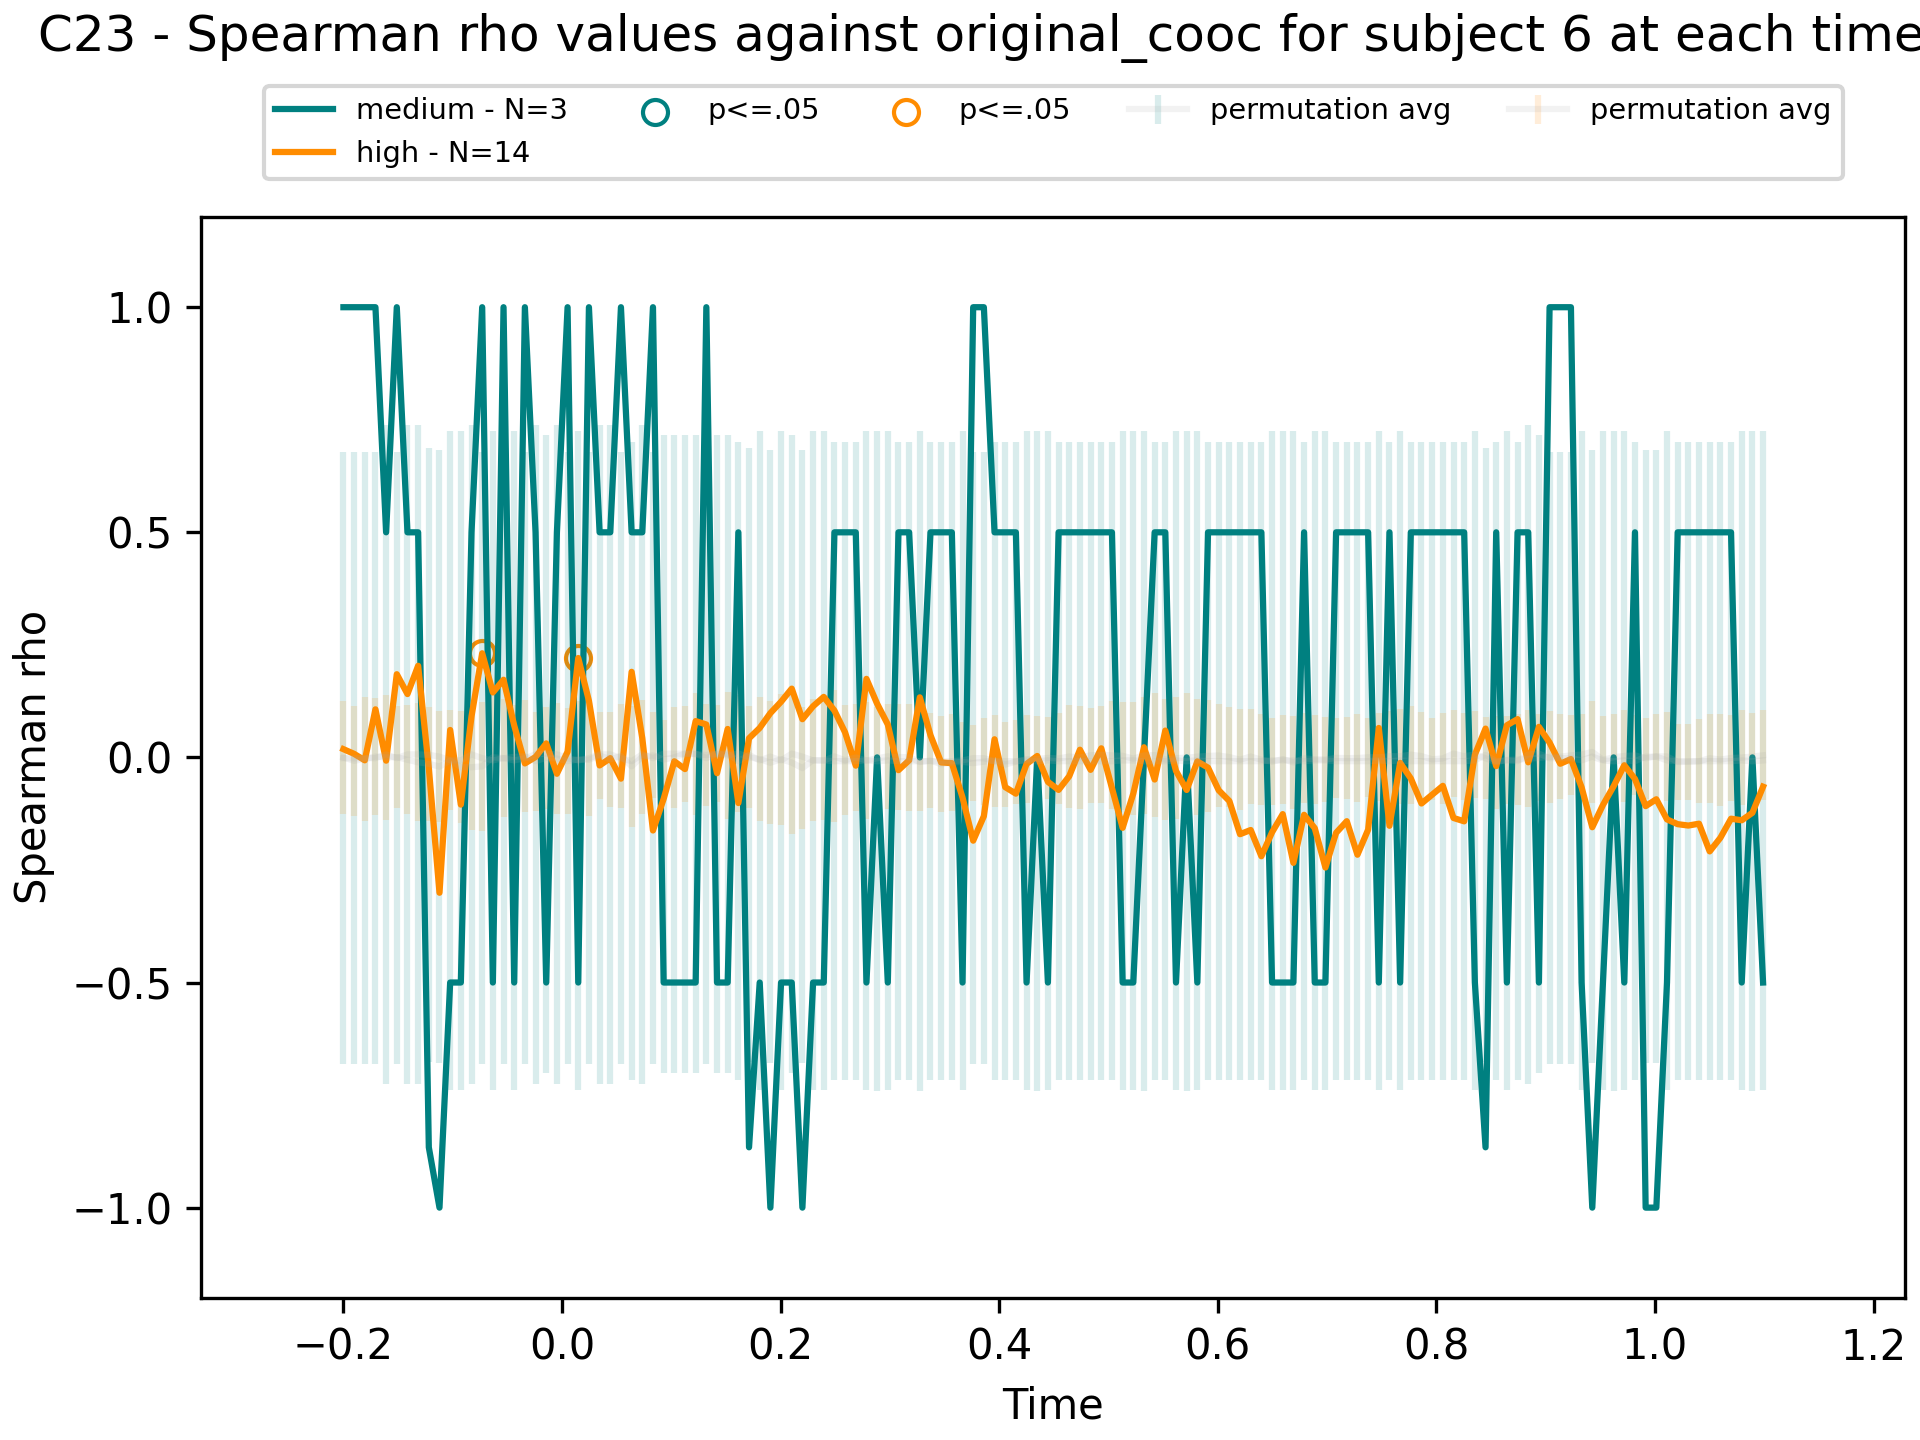 C23 - Spearman rho values against original_cooc for subject 6 at each time
medium - N=3
high - N=14
p<=.05
p<=.05
permutation avg
permutation avg
Spearman rho
1.0
0.5
0.0
−0.5
−1.0
−0.2 0.0 0.2 0.4 0.6 0.8 1.0 1.2
Time